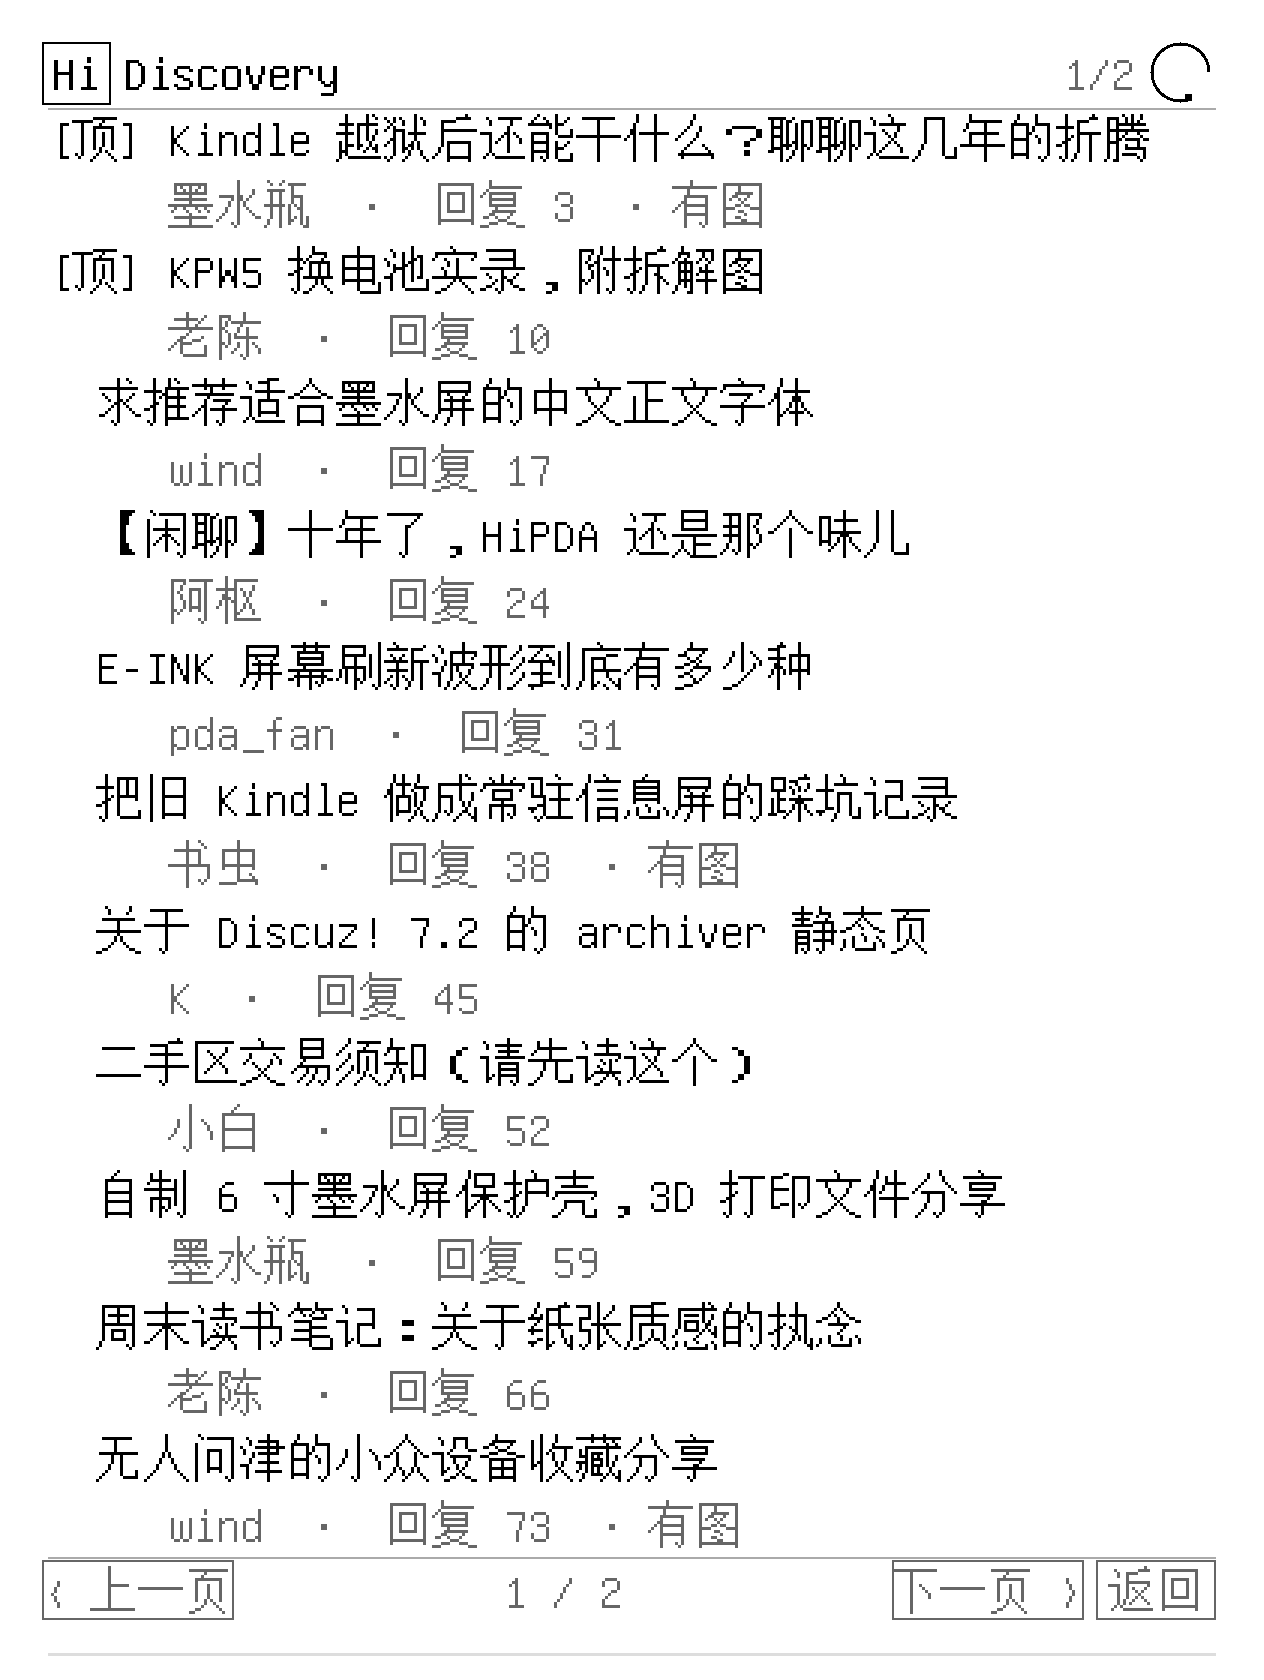 Hi Discovery 1/2
[顶] Kindle 越狱后还能干什么？聊聊这几年的折腾
墨水瓶 · 回复 3 · 有图
[顶] KPW5 换电池实录，附拆解图
老陈 · 回复 10
求推荐适合墨水屏的中文正文字体
wind · 回复 17
【闲聊】十年了，HiPDA 还是那个味儿
阿枢 · 回复 24
E-INK 屏幕刷新波形到底有多少种
pda_fan · 回复 31
把旧 Kindle 做成常驻信息屏的踩坑记录
书虫 · 回复 38 · 有图
关于 Discuz! 7.2 的 archiver 静态页
K · 回复 45
二手区交易须知（请先读这个）
小白 · 回复 52
自制 6 寸墨水屏保护壳，3D 打印文件分享
墨水瓶 · 回复 59
周末读书笔记：关于纸张质感的执念
老陈 · 回复 66
无人问津的小众设备收藏分享
wind · 回复 73 · 有图
‹ 上一页 1 / 2 下一页 › 返回